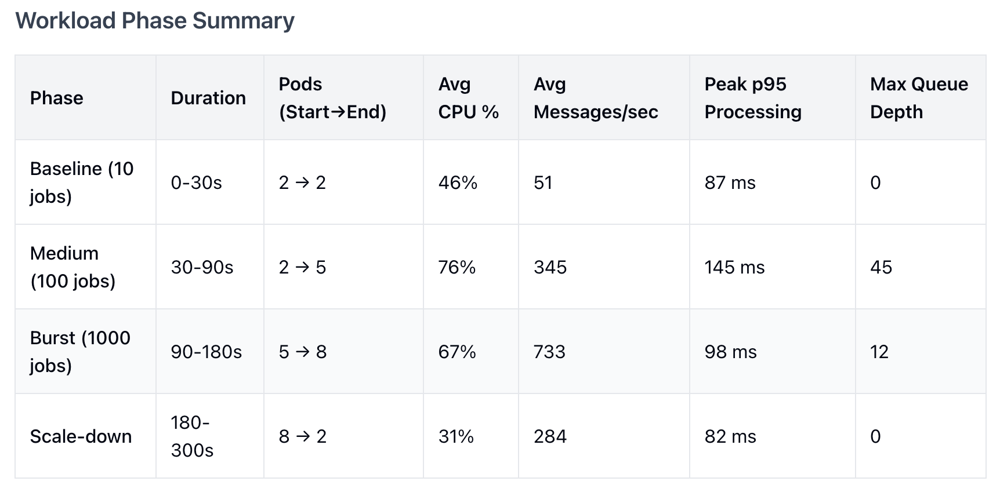 Workload Phase Summary
Phase
Duration
Pods
(Start→End)
Avg
CPU %
Avg
Messages/sec
Peak p95
Processing
Max Queue
Depth
Baseline (10
jobs)
0-30s
2 → 2
46%
51
87 ms
0
Medium
(100 jobs)
30-90s
2 → 5
76%
345
145 ms
45
Burst (1000
jobs)
90-180s
5 → 8
67%
733
98 ms
12
Scale-down
180-
300s
8 → 2
31%
284
82 ms
0